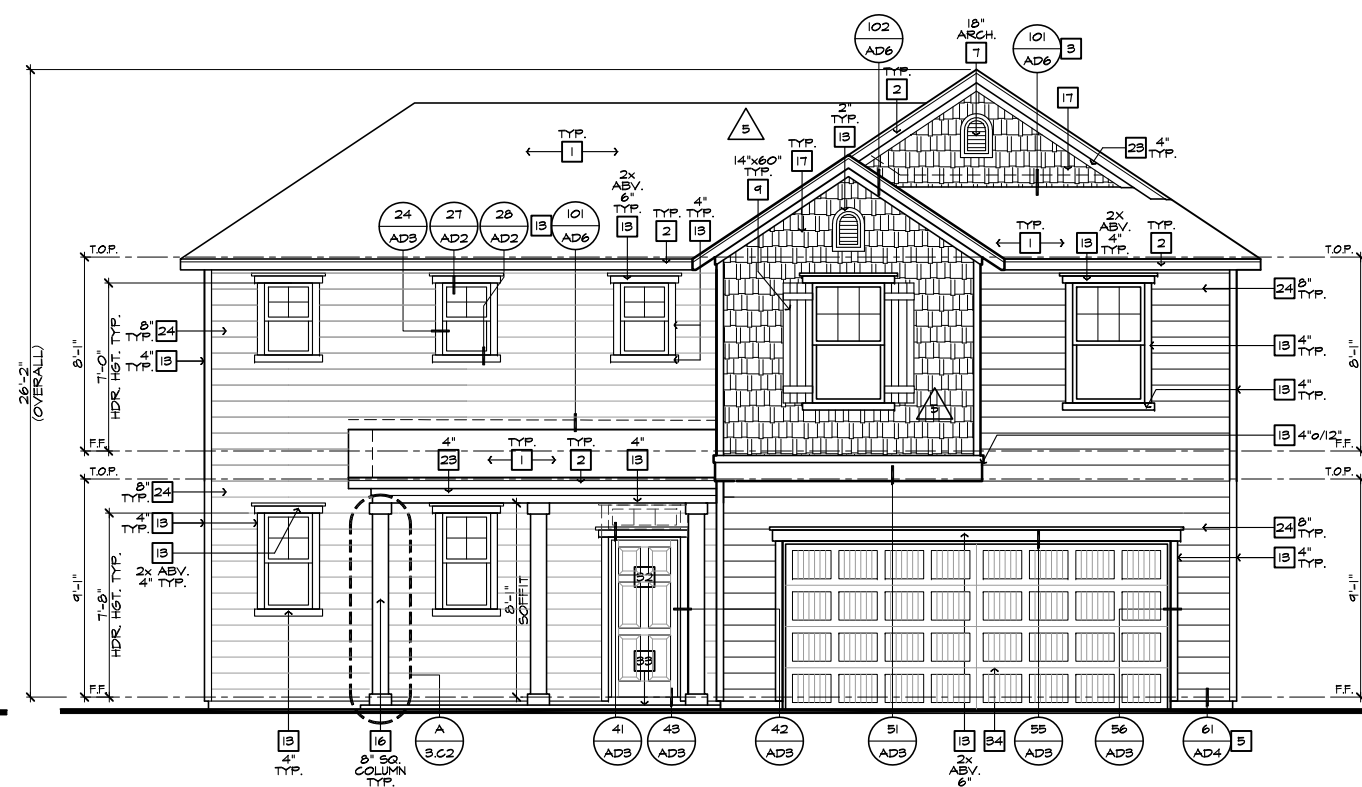 102
AD6
18"
ARCH.
7
101
AD6
3
TYP.
2
17
2"
TYP.
13
5
TYP.
1
TYP.
17
23
4"
TYP.
14"x60"
TYP.
9
2x
ABV.
6"
TYP.
13
24
AD3
27
AD2
28
AD2
13
101
AD6
TYP.
2
4"
TYP.
13
TYP.
1
2X
ABV.
4"
TYP.
13
TYP.
2
T.O.P.
T.O.P.
24
8"
TYP.
8"
TYP.
24
4"
TYP.
13
13
4"
TYP.
13
4"
TYP.
26'-2"
(OVERALL)
8'-1"
7'-0"
HDR. HGT. TYP.
8'-1"
5
13
4"0/12"
F.F.
F.F.
4"
23
TYP.
1
TYP.
2
4"
13
T.O.P.
T.O.P.
8"
TYP.
24
4"
TYP.
13
13
2x ABV.
4" TYP.
24
8"
TYP.
13
4"
TYP.
9'-1"
7'-8"
HDR. HGT. TYP.
8'-1"
SOFFIT
32
33
9'-1"
F.F.
F.F.
13
4"
TYP.
16
8" SQ.
COLUMN
TYP.
A
3.C2
41
AD3
43
AD3
42
AD3
51
AD3
13
2x
ABV.
6"
34
55
AD3
56
AD3
61
AD4
5